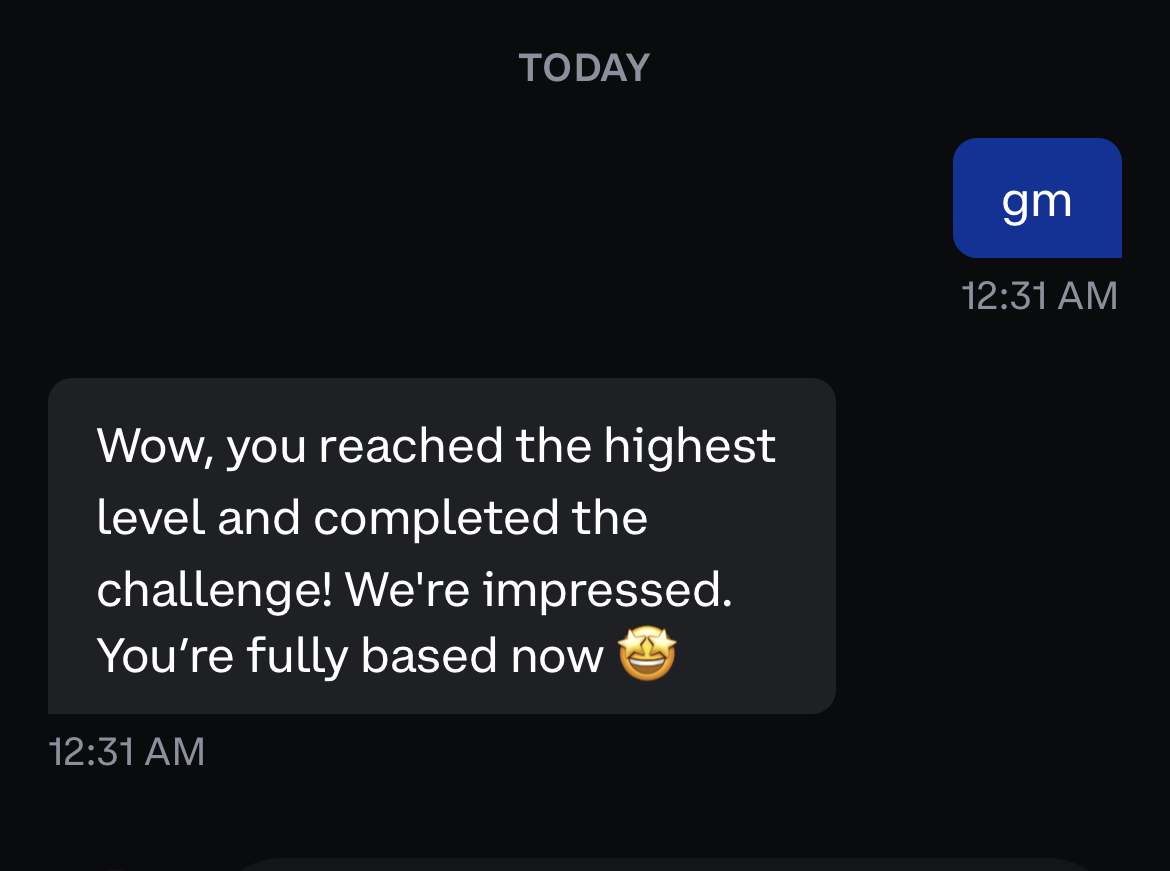 TODAY
gm
12:31 AM
Wow, you reached the highest
level and completed the
challenge! We're impressed.
You’re fully based now 🤩
12:31 AM